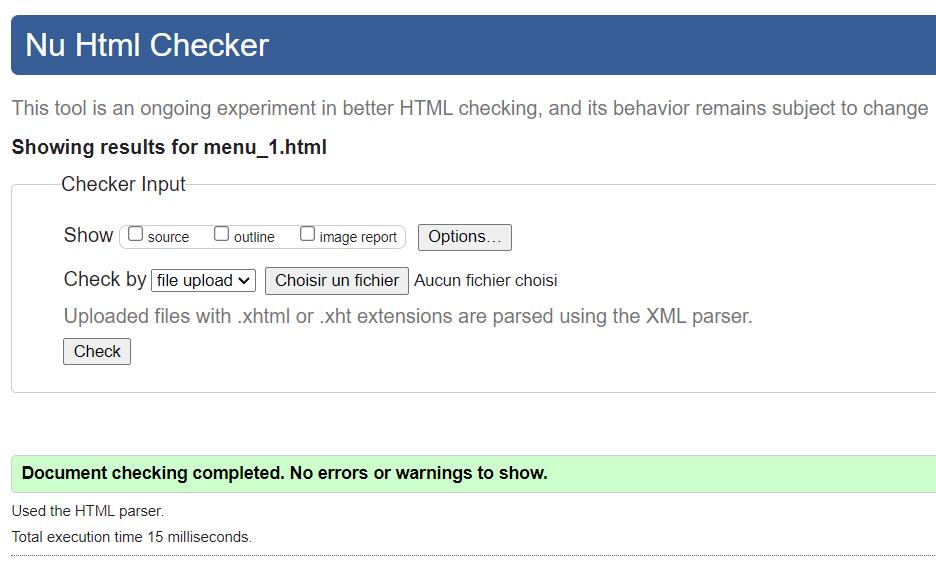 Nu Html Checker
This tool is an ongoing experiment in better HTML checking, and its behavior remains subject to change
Showing results for menu_1.html
Checker Input
Show source outline image report Options...
Check by file upload Choisir un fichier Aucun fichier choisi
Uploaded files with .xhtml or .xht extensions are parsed using the XML parser.
Check
Document checking completed. No errors or warnings to show.
Used the HTML parser.
Total execution time 15 milliseconds.